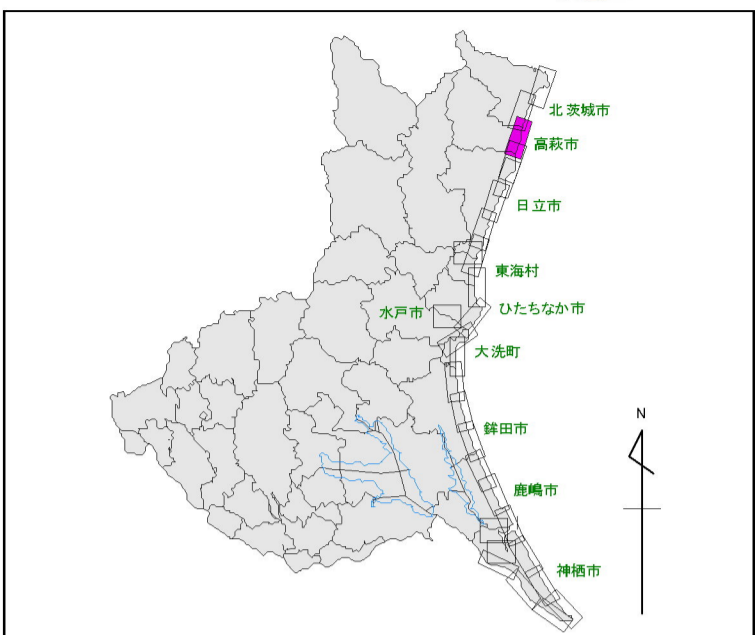 北茨城市
高萩市
日立市
東海村
水戸市
ひたちなか市
大洗町
鉾田市
N
鹿嶋市
神栖市